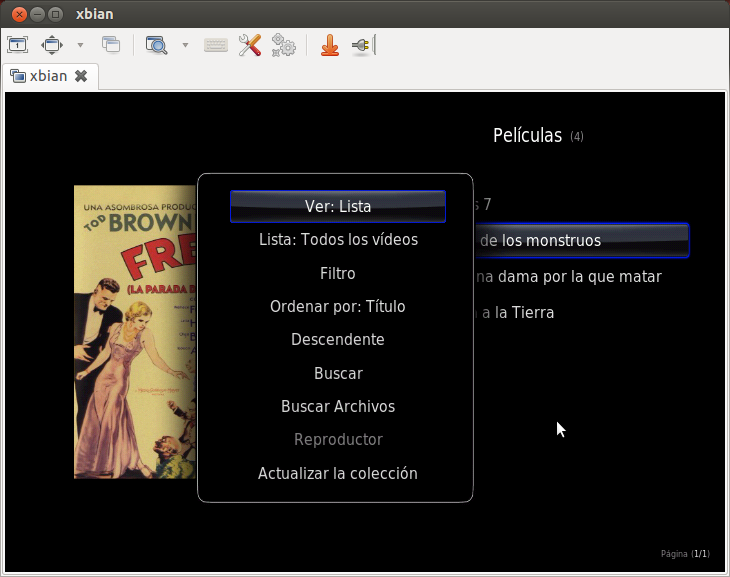 xbian
xbian
Películas (4)
UNA ASOMBROSA PRODUC
TOD
BROWN
FRE
(LA PARADA D
Ver: Lista
Lista: Todos los vídeos
Filtro
Ordenar por: Título
Descendente
Buscar
Buscar Archivos
Reproductor
Actualizar la colección
s 7
de los monstruos
na dama por la que matar
a la Tierra
Página (1/1)